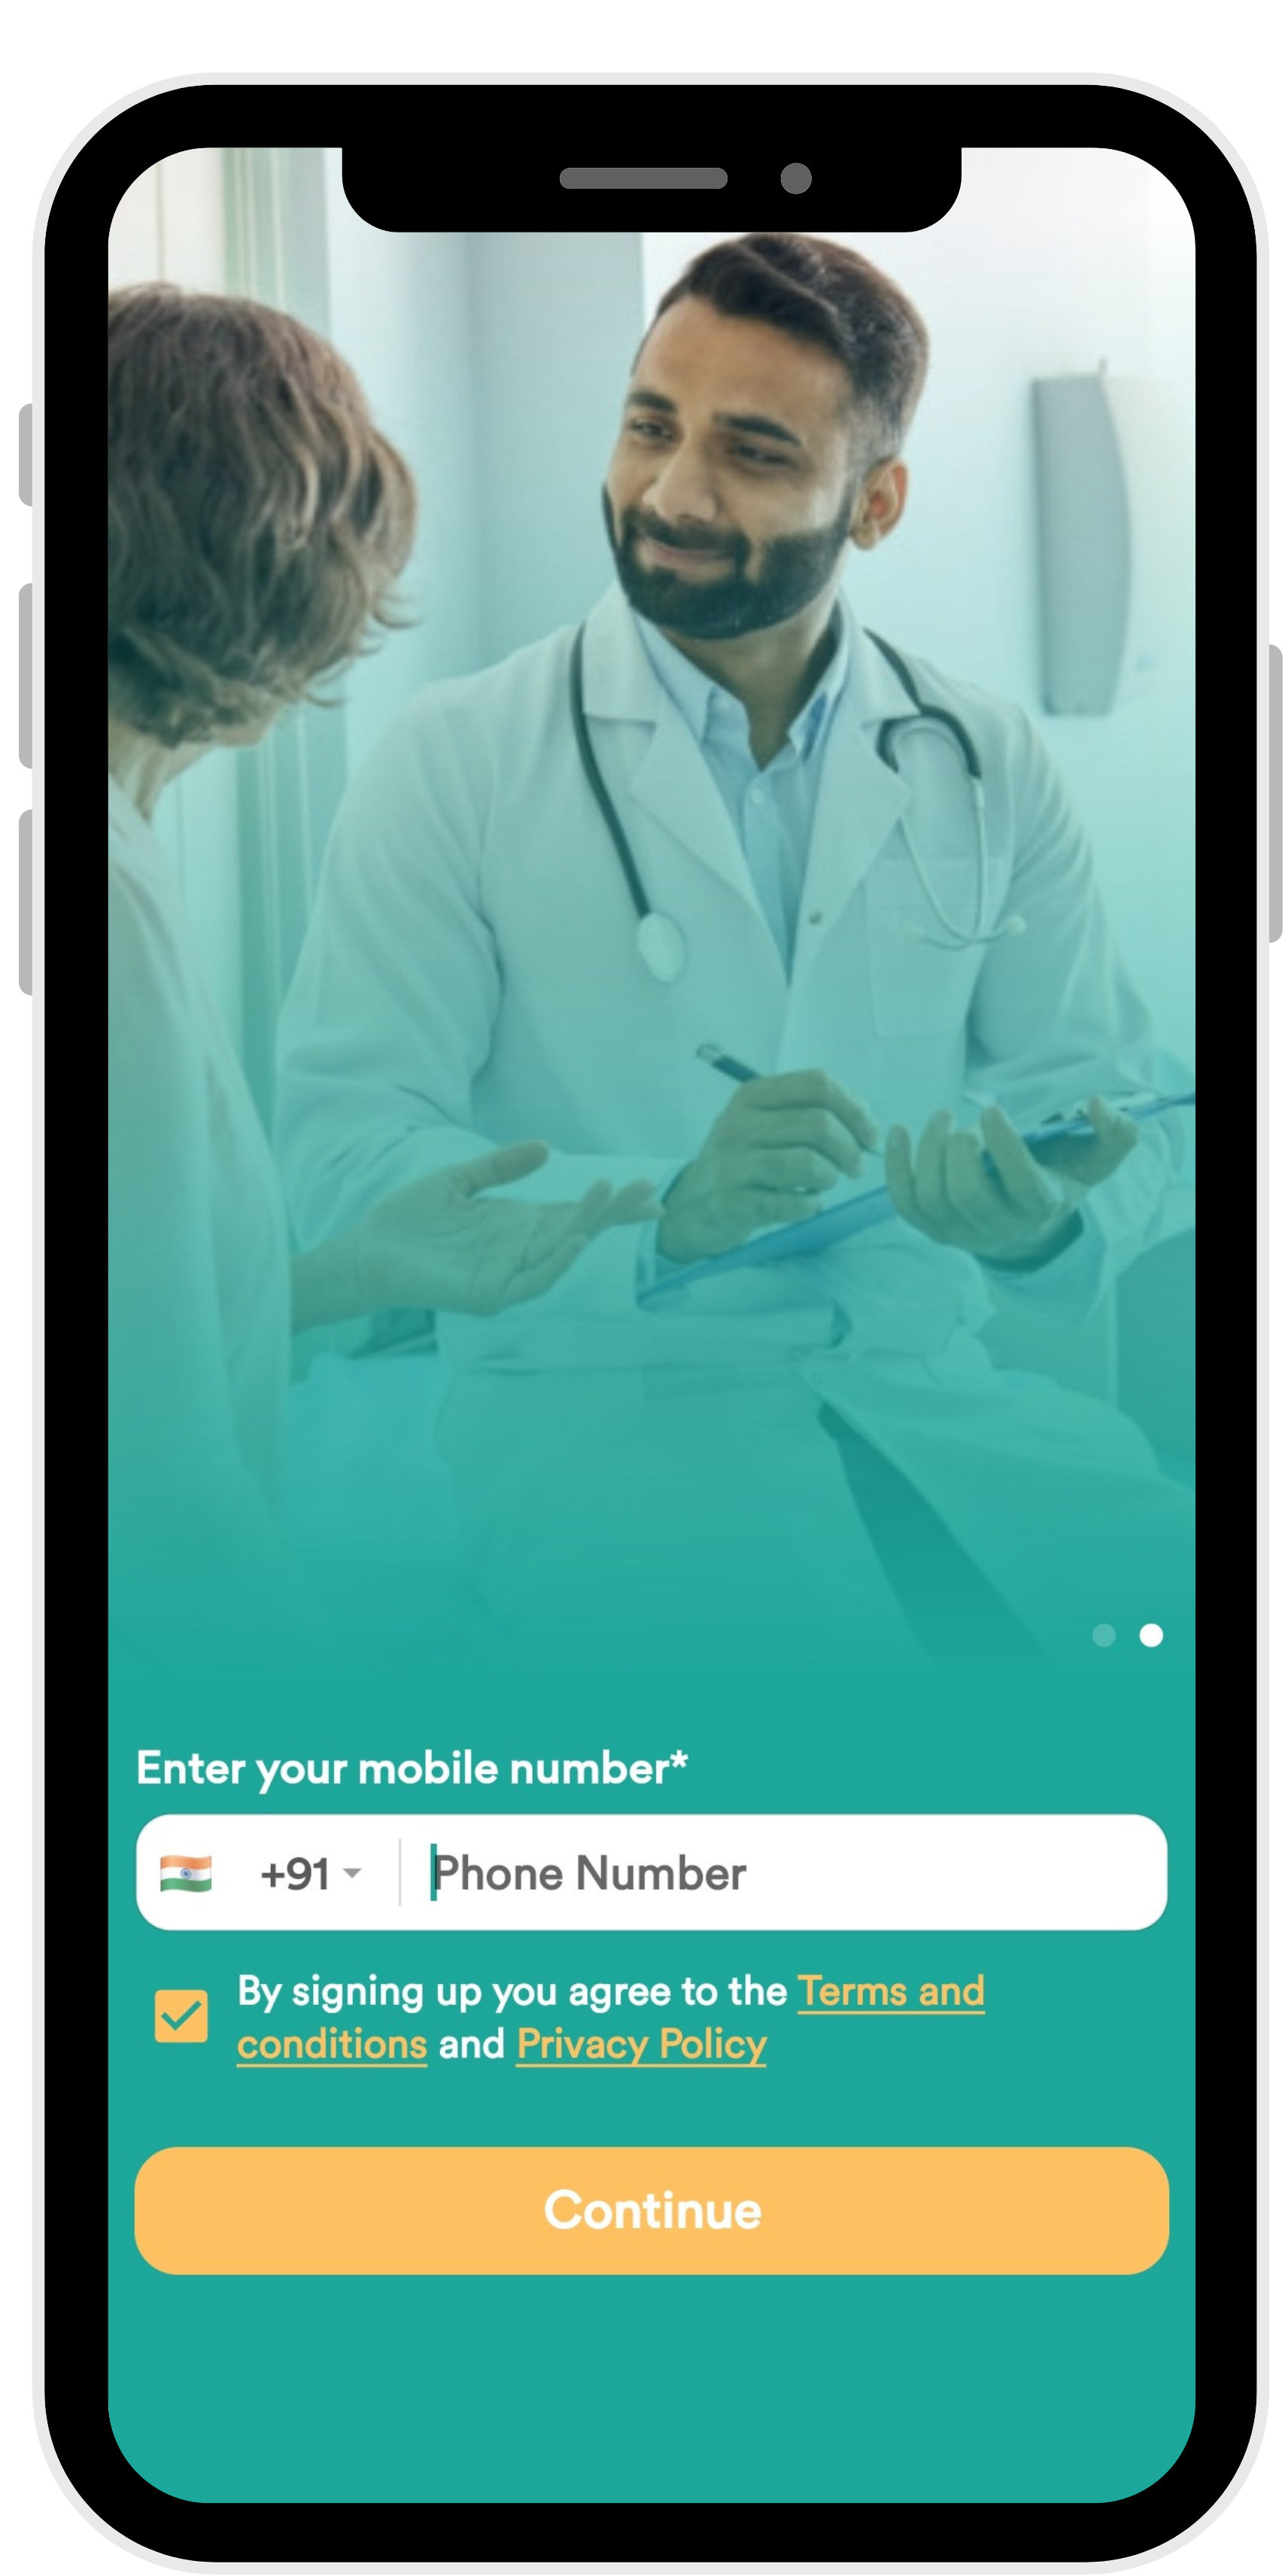 Enter your mobile number*
+91 Phone Number
By signing up you agree to the Terms and
conditions and Privacy Policy
Continue